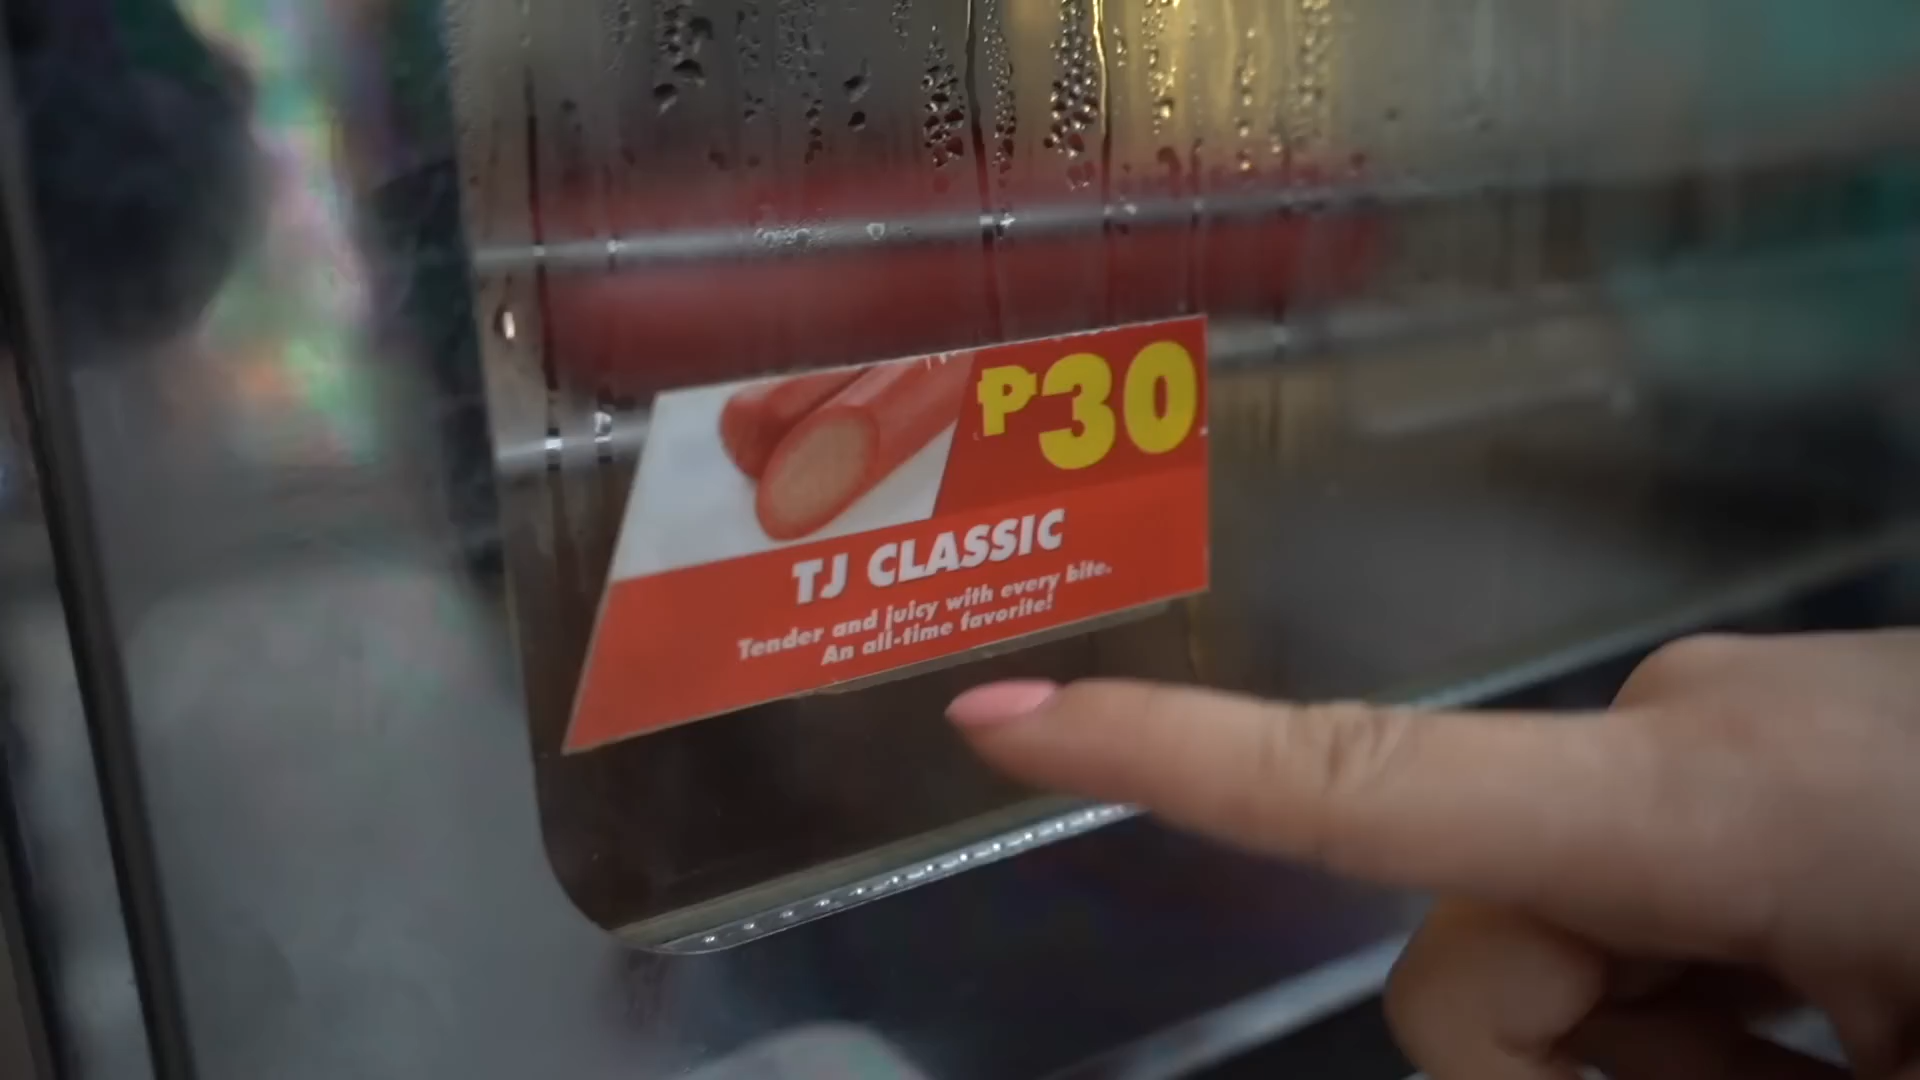 ₱30
TJ CLASSIC
Tender and juicy with every bite.
An all-time favorite!